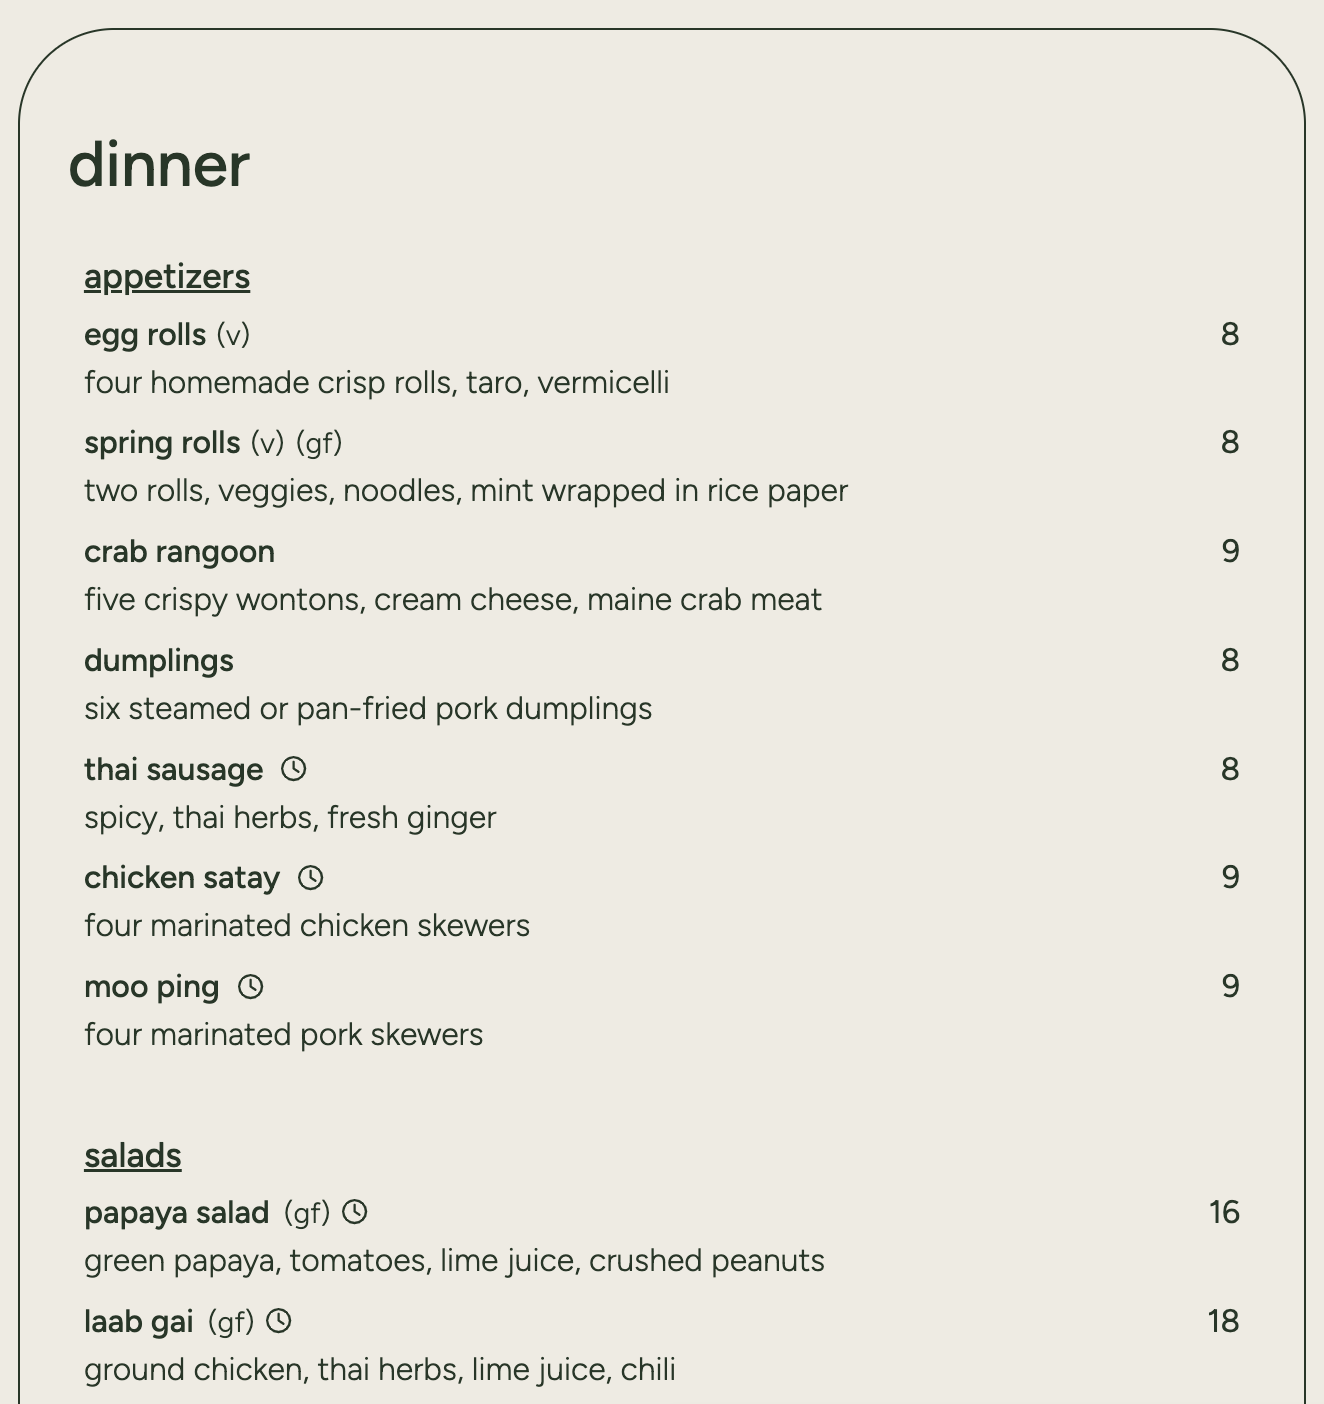 dinner
appetizers
egg rolls (v) 8
four homemade crisp rolls, taro, vermicelli
spring rolls (v) (gf) 8
two rolls, veggies, noodles, mint wrapped in rice paper
crab rangoon 9
five crispy wontons, cream cheese, maine crab meat
dumplings 8
six steamed or pan-fried pork dumplings
thai sausage 8
spicy, thai herbs, fresh ginger
chicken satay 9
four marinated chicken skewers
moo ping 9
four marinated pork skewers
salads
papaya salad (gf) 16
green papaya, tomatoes, lime juice, crushed peanuts
laab gai (gf) 18
ground chicken, thai herbs, lime juice, chili